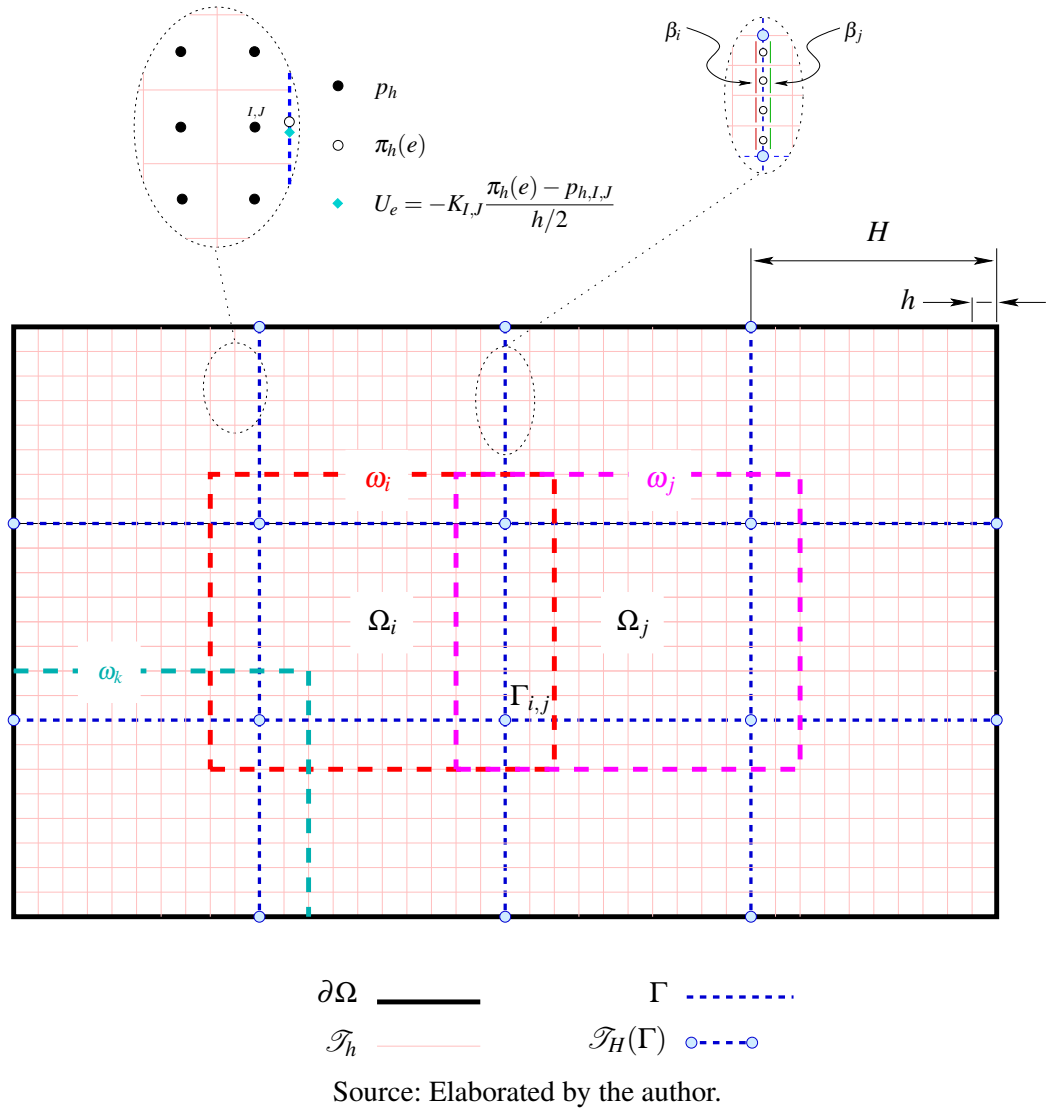 β_i
β_j
I,J
p_h
π_h(e)
U_e = −K_{I,J} \frac{π_h(e) − p_{h,I,J}}{h/2}
H
h
ω_i
ω_j
Ω_i
Ω_j
ω_k
Γ_{i,j}
∂Ω
Γ
𝒯_h
𝒯_H(Γ)
Source: Elaborated by the author.